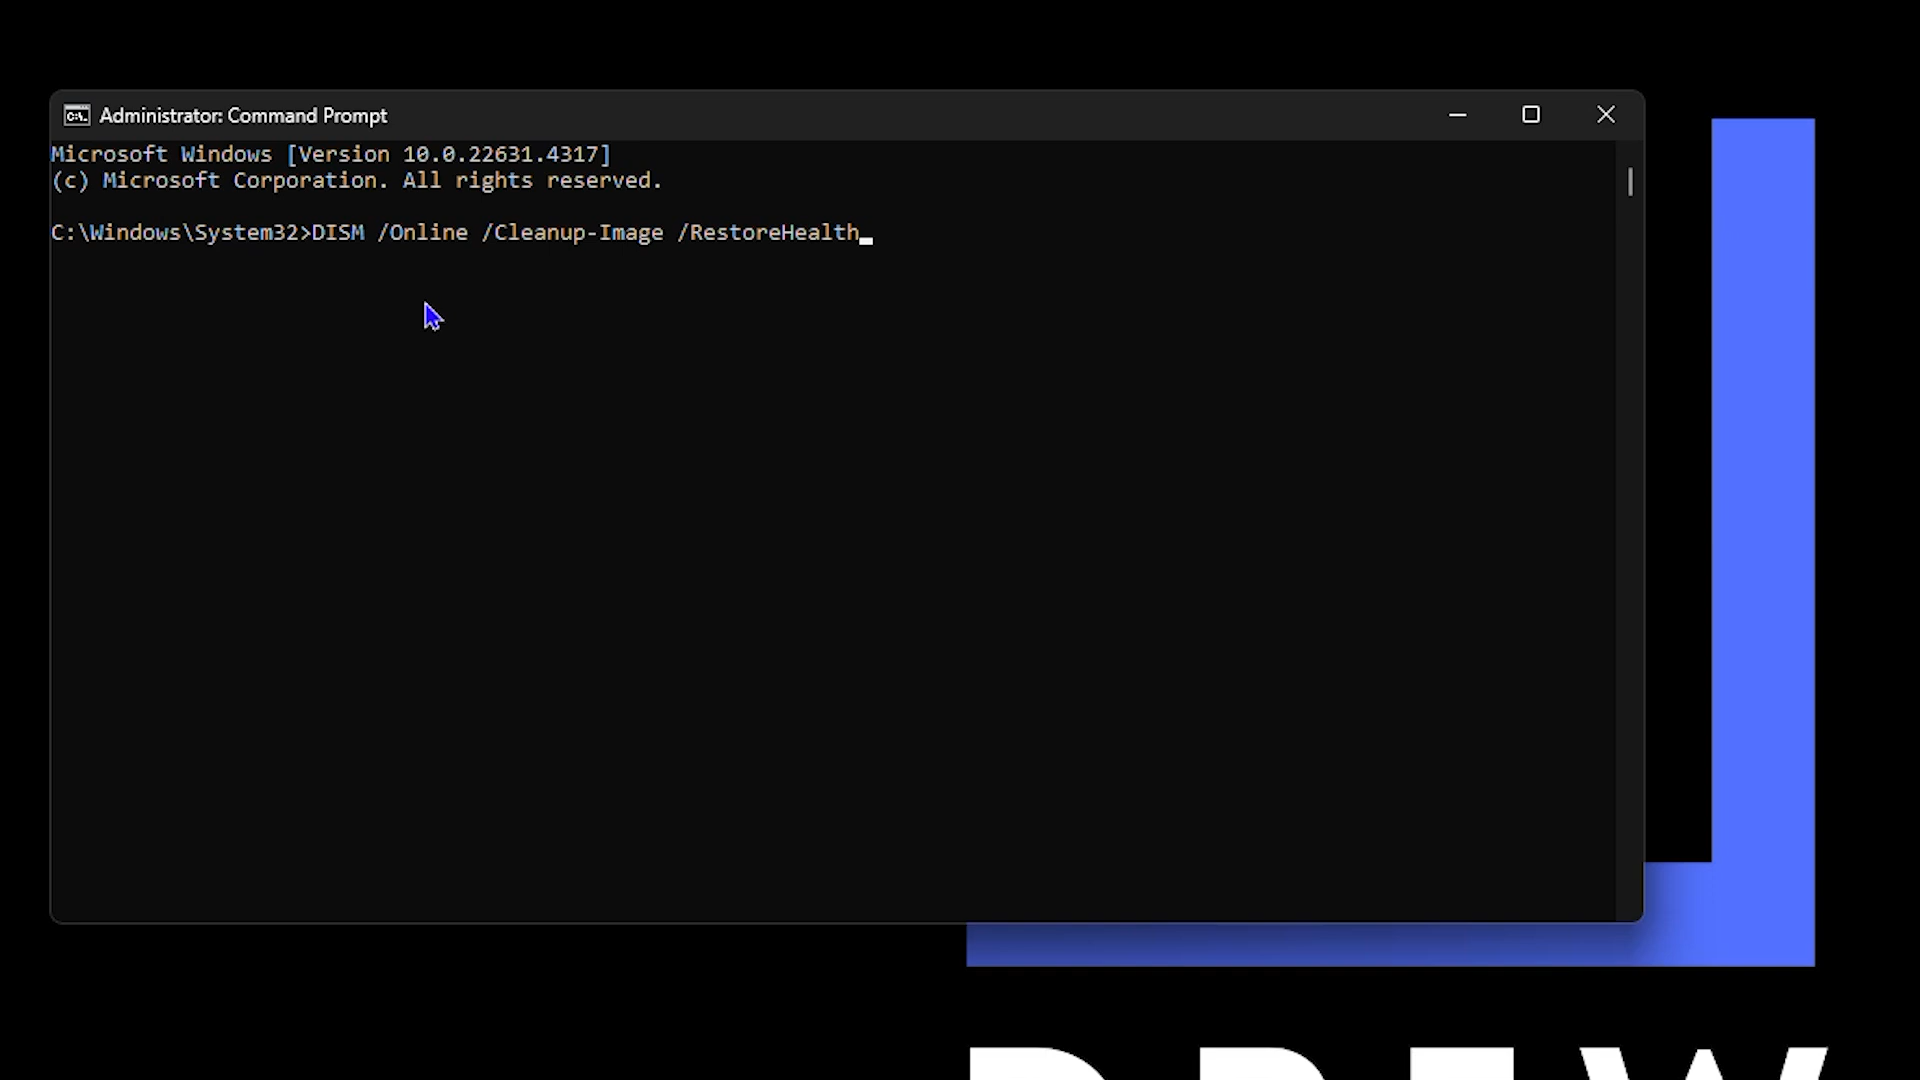 Administrator: Command Prompt
Microsoft Windows [Version 10.0.22631.4317]
(c) Microsoft Corporation. All rights reserved.
C:\Windows\System32>DISM /Online /Cleanup-Image /RestoreHealth